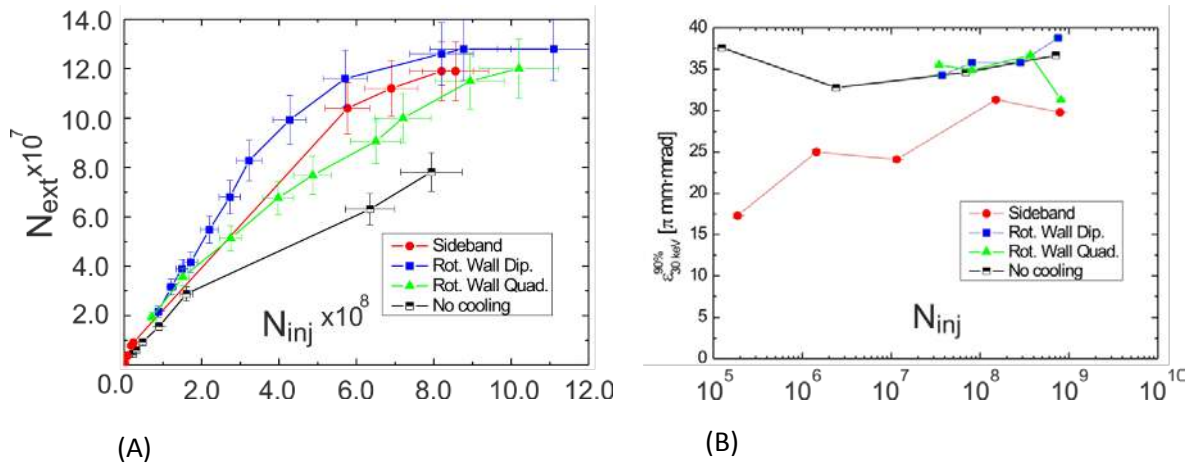 14.0
12.0
10.0
8.0
6.0
4.0
2.0
0.0
2.0
4.0
6.0
8.0
10.0
12.0
N_ext x10^7
N_inj x10^8
Sideband
Rot. Wall Dip.
Rot. Wall Quad.
No cooling
(A)
40
35
30
25
20
15
10
5
0
10^5
10^6
10^7
10^8
10^9
10^10
ε^90%_30 keV [π mm·mrad]
Sideband
Rot. Wall Dip.
Rot. Wall Quad.
No cooling
N_inj
(B)